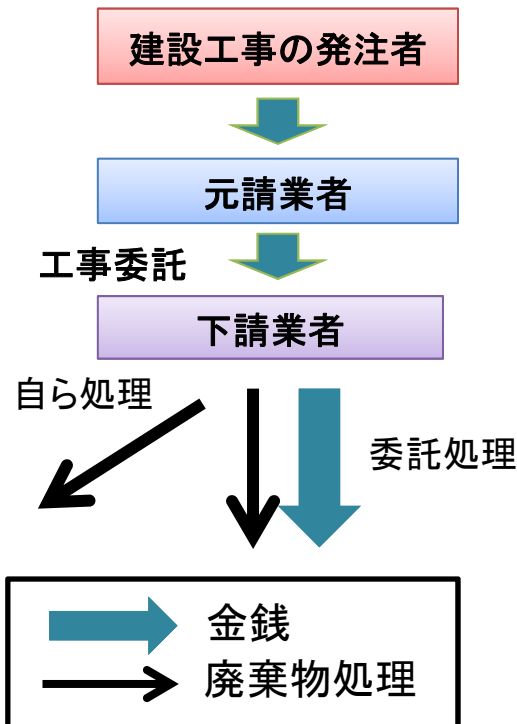 建設工事の発注者
元請業者
工事委託
下請業者
自ら処理
委託処理
金銭
廃棄物処理